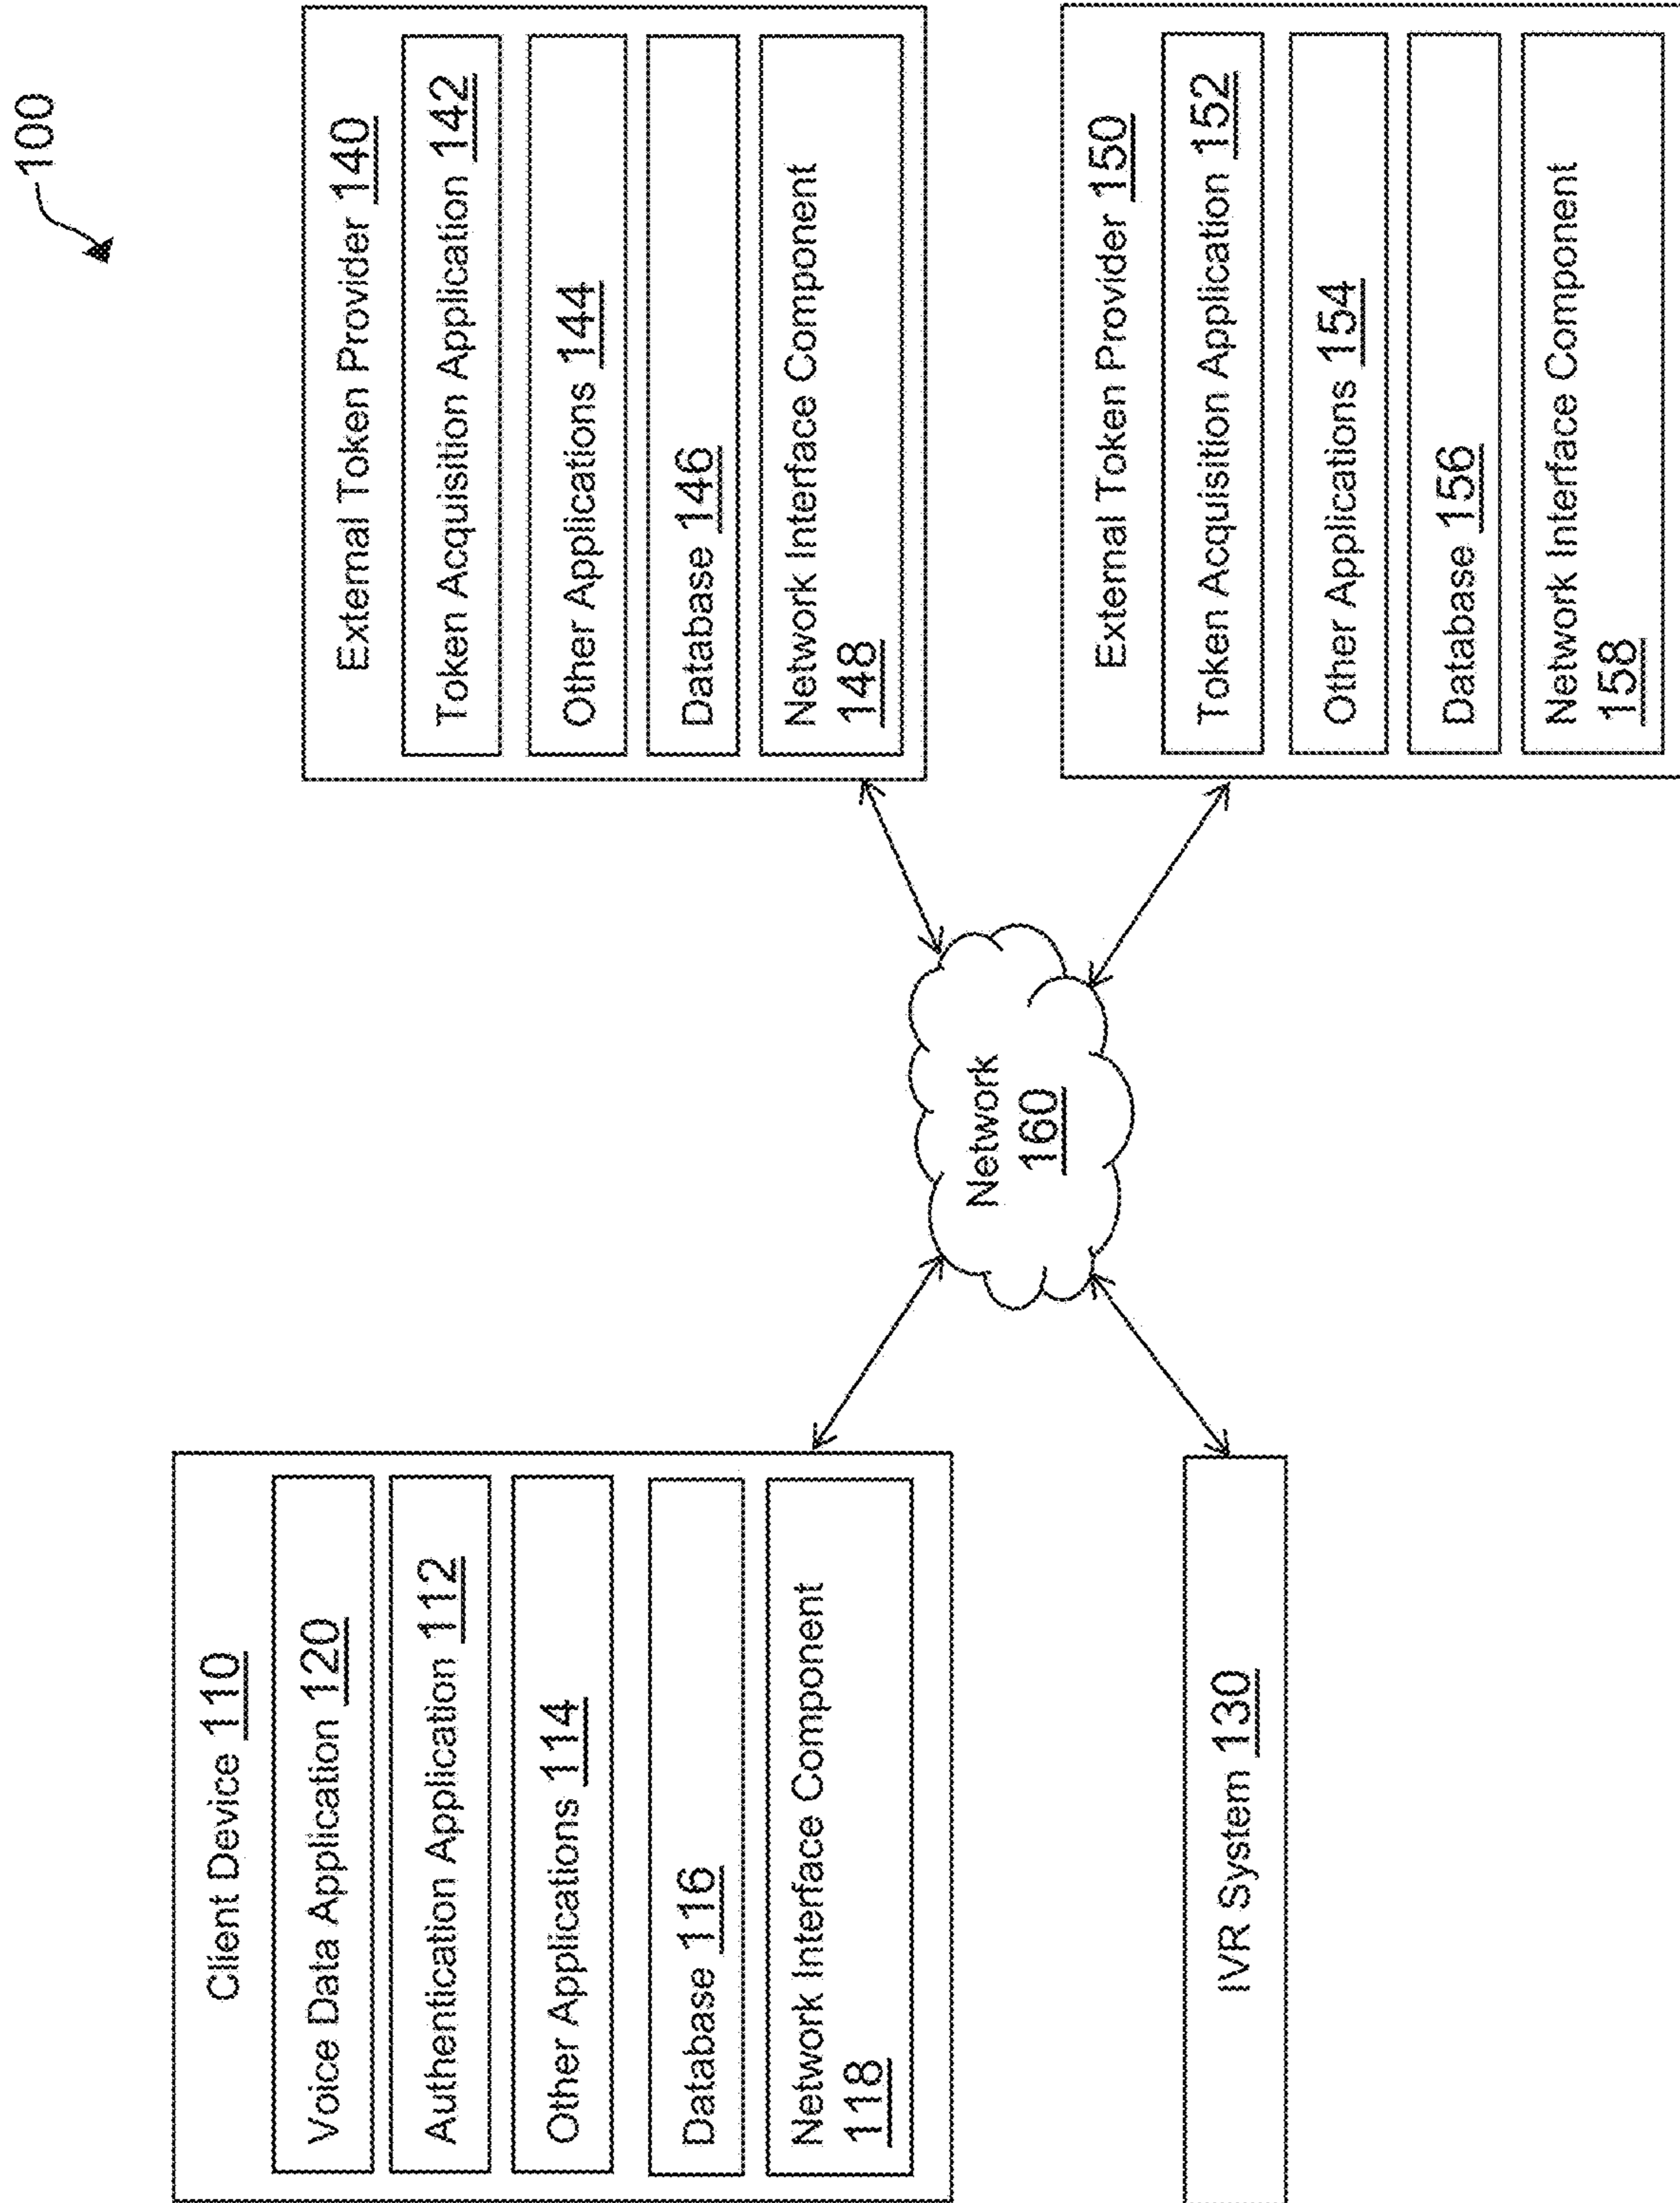 100
Client Device 110
Voice Data Application 120
Authentication Application 112
Other Applications 114
Database 116
Network Interface Component
118
IVR System 130
Network
160
External Token Provider 140
Token Acquisition Application 142
Other Applications 144
Database 146
Network Interface Component
148
External Token Provider 150
Token Acquisition Application 152
Other Applications 154
Database 156
Network Interface Component
158